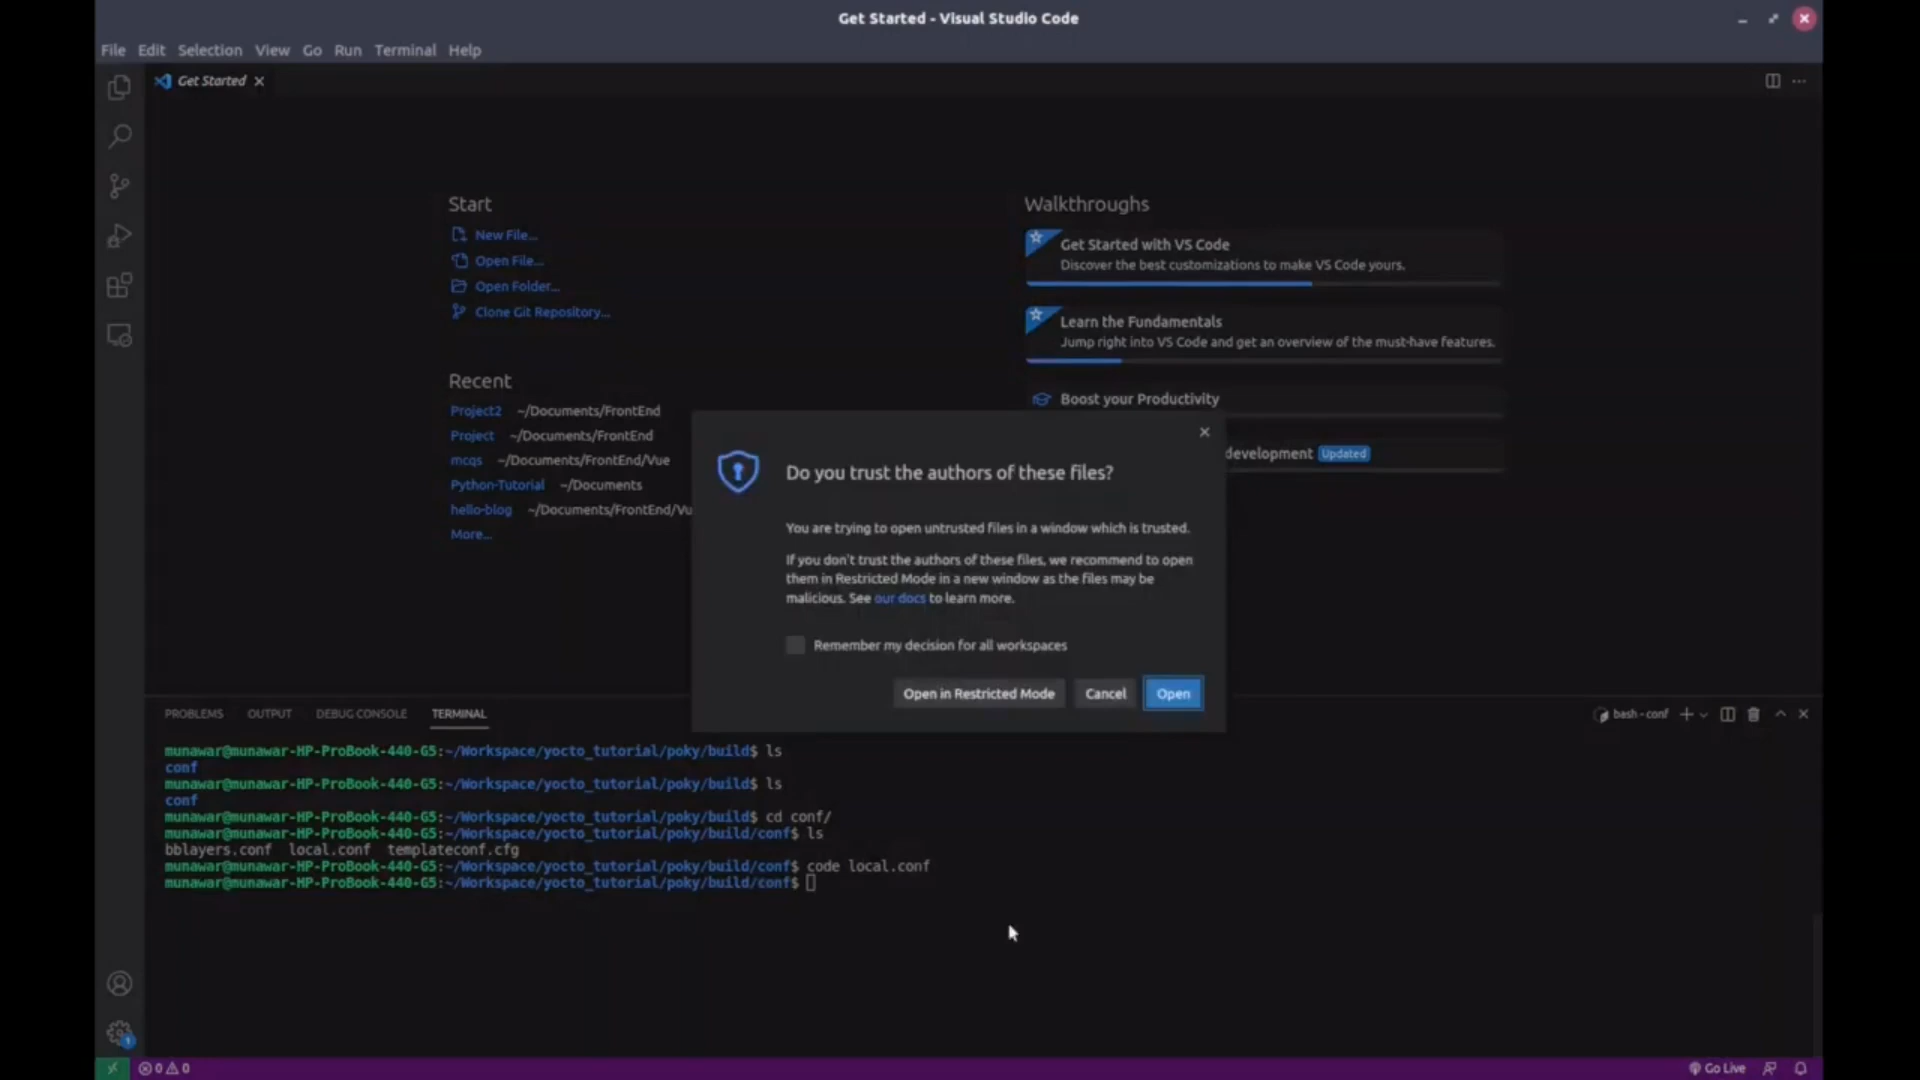 Get Started - Visual Studio Code
File Edit Selection View Go Run Terminal Help
Get Started
Start
New File...
Open File...
Open Folder...
Clone Git Repository...
Recent
Project2 ~/Documents/FrontEnd
Project ~/Documents/FrontEnd
mcqs ~/Documents/FrontEnd/Vue
Python-Tutorial ~/Documents
hello-blog ~/Documents/FrontEnd/Vu
More...
Walkthroughs
Get Started with VS Code
Discover the best customizations to make VS Code yours.
Learn the Fundamentals
Jump right into VS Code and get an overview of the must-have features.
Boost your Productivity
development Updated
Do you trust the authors of these files?
You are trying to open untrusted files in a window which is trusted.
If you don't trust the authors of these files, we recommend to open
them in Restricted Mode in a new window as the files may be
malicious. See our docs to learn more.
Remember my decision for all workspaces
Open in Restricted Mode Cancel Open
PROBLEMS OUTPUT DEBUG CONSOLE TERMINAL
bash - conf
munawar@munawar-HP-ProBook-440-G5:~/Workspace/yocto_tutorial/poky/build$ ls
conf
munawar@munawar-HP-ProBook-440-G5:~/Workspace/yocto_tutorial/poky/build$ ls
conf
munawar@munawar-HP-ProBook-440-G5:~/Workspace/yocto_tutorial/poky/build$ cd conf/
munawar@munawar-HP-ProBook-440-G5:~/Workspace/yocto_tutorial/poky/build/conf$ ls
bblayers.conf local.conf templateconf.cfg
munawar@munawar-HP-ProBook-440-G5:~/Workspace/yocto_tutorial/poky/build/conf$ code local.conf
munawar@munawar-HP-ProBook-440-G5:~/Workspace/yocto_tutorial/poky/build/conf$
1
0 0
Go Live